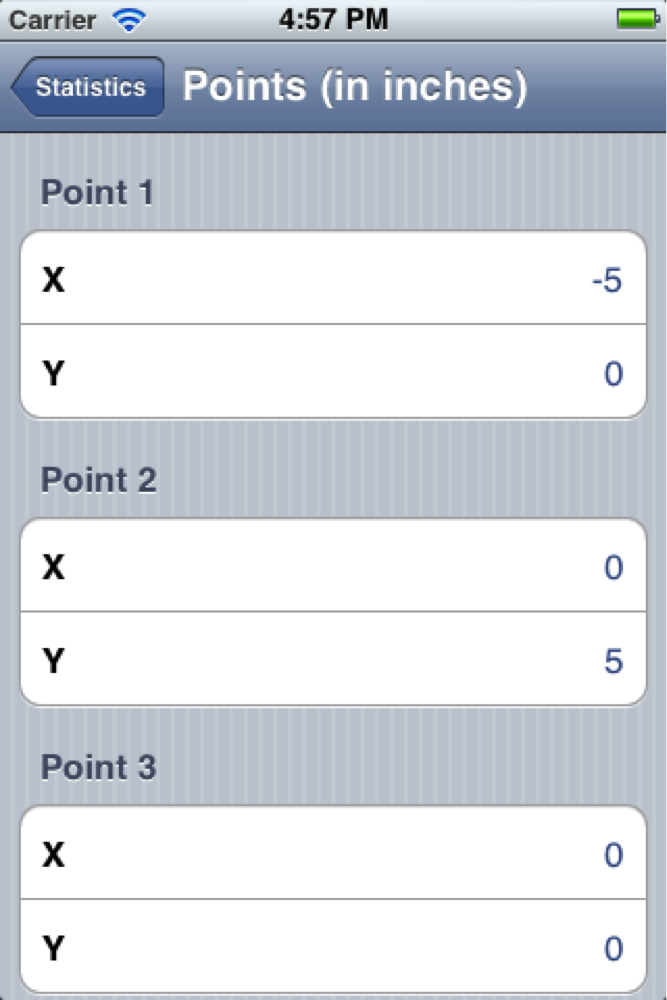 Carrier 4:57 PM
Statistics Points (in inches)
Point 1
X -5
Y 0
Point 2
X 0
Y 5
Point 3
X 0
Y 0